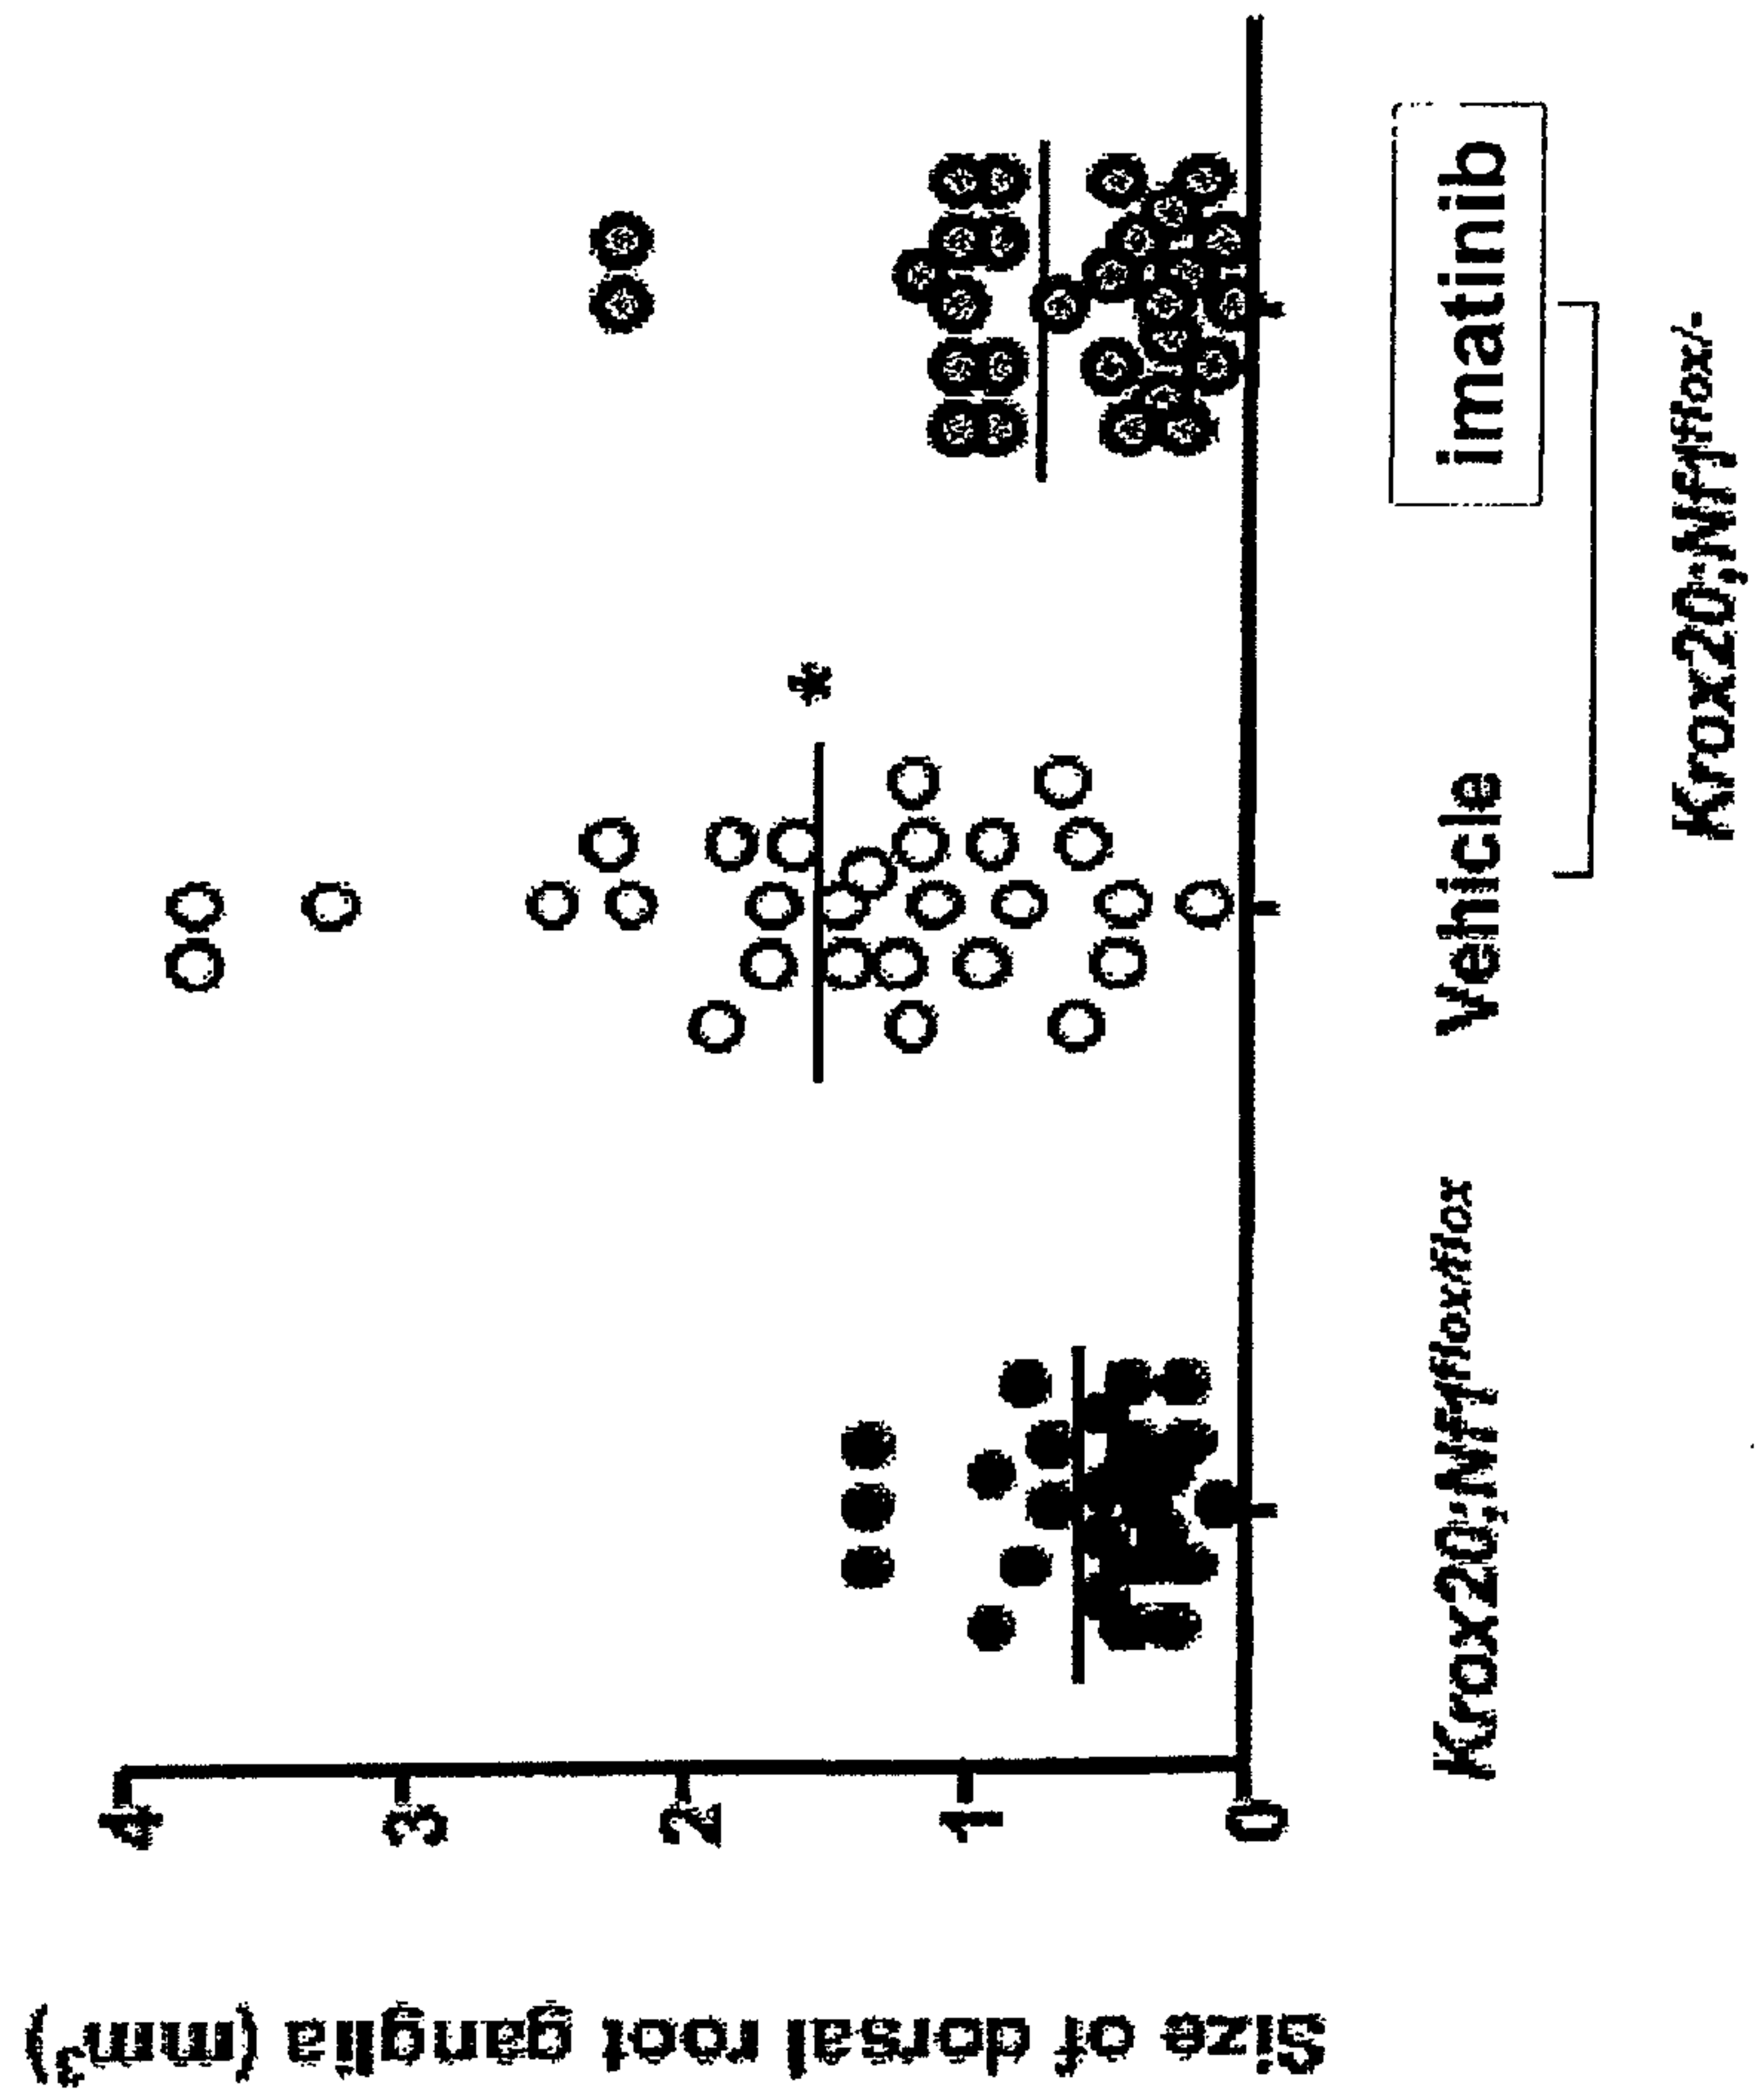 Size of dorsal root ganglia (mm³)
4
3
2
1
0
*
Krox20;Nf1flox/flox
Vehicle
imatinib
Krox20;Nf1flox/-